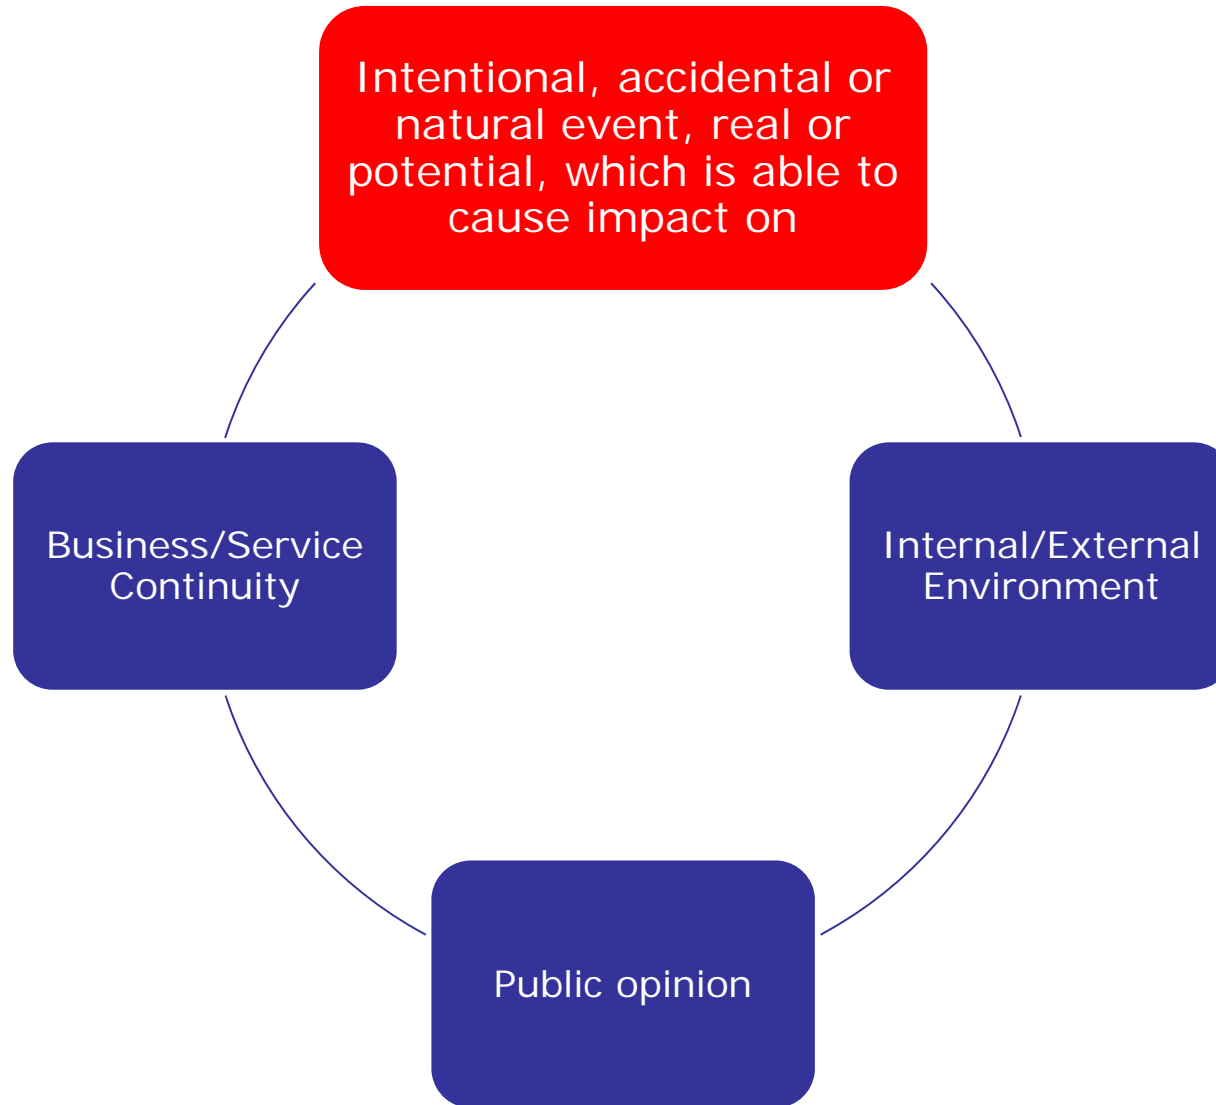 Intentional, accidental or
natural event, real or
potential, which is able to
cause impact on
Business/Service
Continuity
Internal/External
Environment
Public opinion